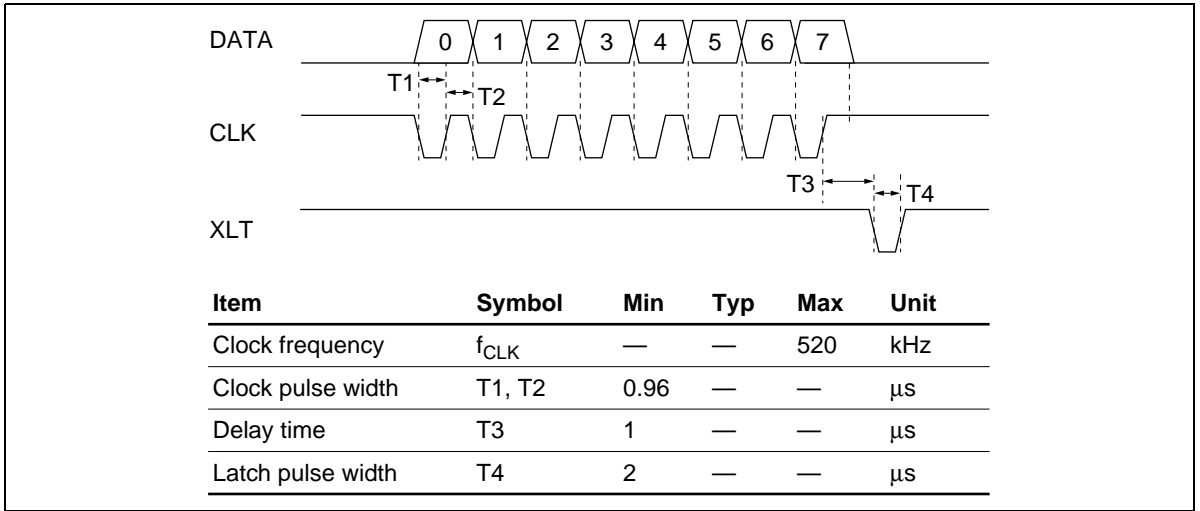 DATA 0 1 2 3 4 5 6 7
T1 T2
CLK
T3 T4
XLT
Item Symbol Min Typ Max Unit
Clock frequency fCLK — — 520 kHz
Clock pulse width T1, T2 0.96 — — μs
Delay time T3 1 — — μs
Latch pulse width T4 2 — — μs